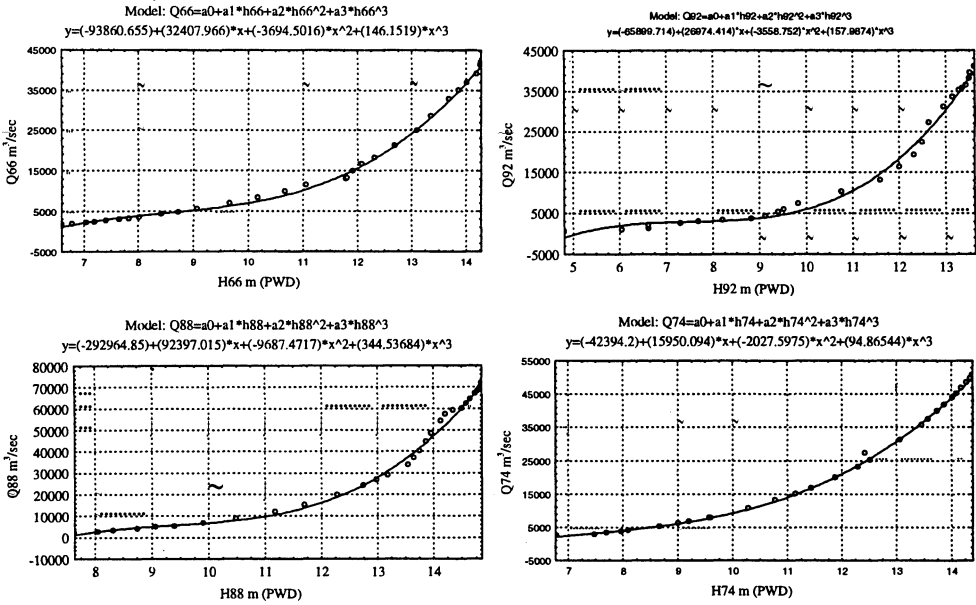 Model: Q66=a0+a1*h66+a2*h66^2+a3*h66^3
y=(-93860.655)+(32407.966)*x+(-3694.5016)*x^2+(146.1519)*x^3
45000
35000
25000
15000
5000
-5000
Q66 m³/sec
7 8 9 10 11 12 13 14
H66 m (PWD)
Model: Q92=a0+a1*h92+a2*h92^2+a3*h92^3
y=(-65899.714)+(26974.414)*x+(-3558.752)*x^2+(157.9874)*x^3
45000
35000
25000
15000
5000
-5000
Q92 m³/sec
5 6 7 8 9 10 11 12 13
H92 m (PWD)
Model: Q88=a0+a1*h88+a2*h88^2+a3*h88^3
y=(-292964.85)+(92397.015)*x+(-9687.4717)*x^2+(344.53684)*x^3
80000
70000
60000
50000
40000
30000
20000
10000
0
-10000
Q88 m³/sec
8 9 10 11 12 13 14
H88 m (PWD)
Model: Q74=a0+a1*h74+a2*h74^2+a3*h74^3
y=(-42394.2)+(15950.094)*x+(-2027.5975)*x^2+(94.86544)*x^3
55000
45000
35000
25000
15000
5000
-5000
Q74 m³/sec
7 8 9 10 11 12 13 14
H74 m (PWD)